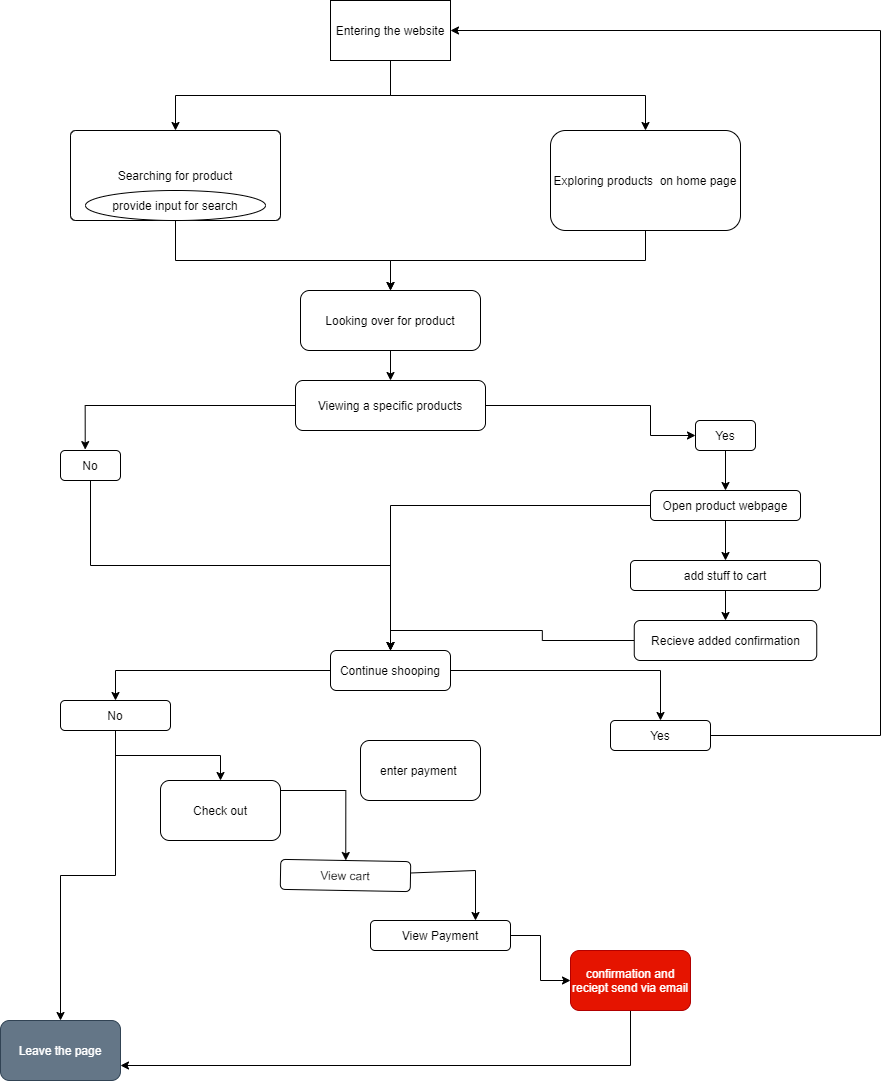 Entering the website
Searching for product
provide input for search
Exploring products  on home page
Looking over for product
Viewing a specific products
Yes
No
Open product webpage
add stuff to cart
Recieve added confirmation
Continue shooping
No
Yes
enter payment
Check out
View cart
View Payment
confirmation and
reciept send via email
Leave the page